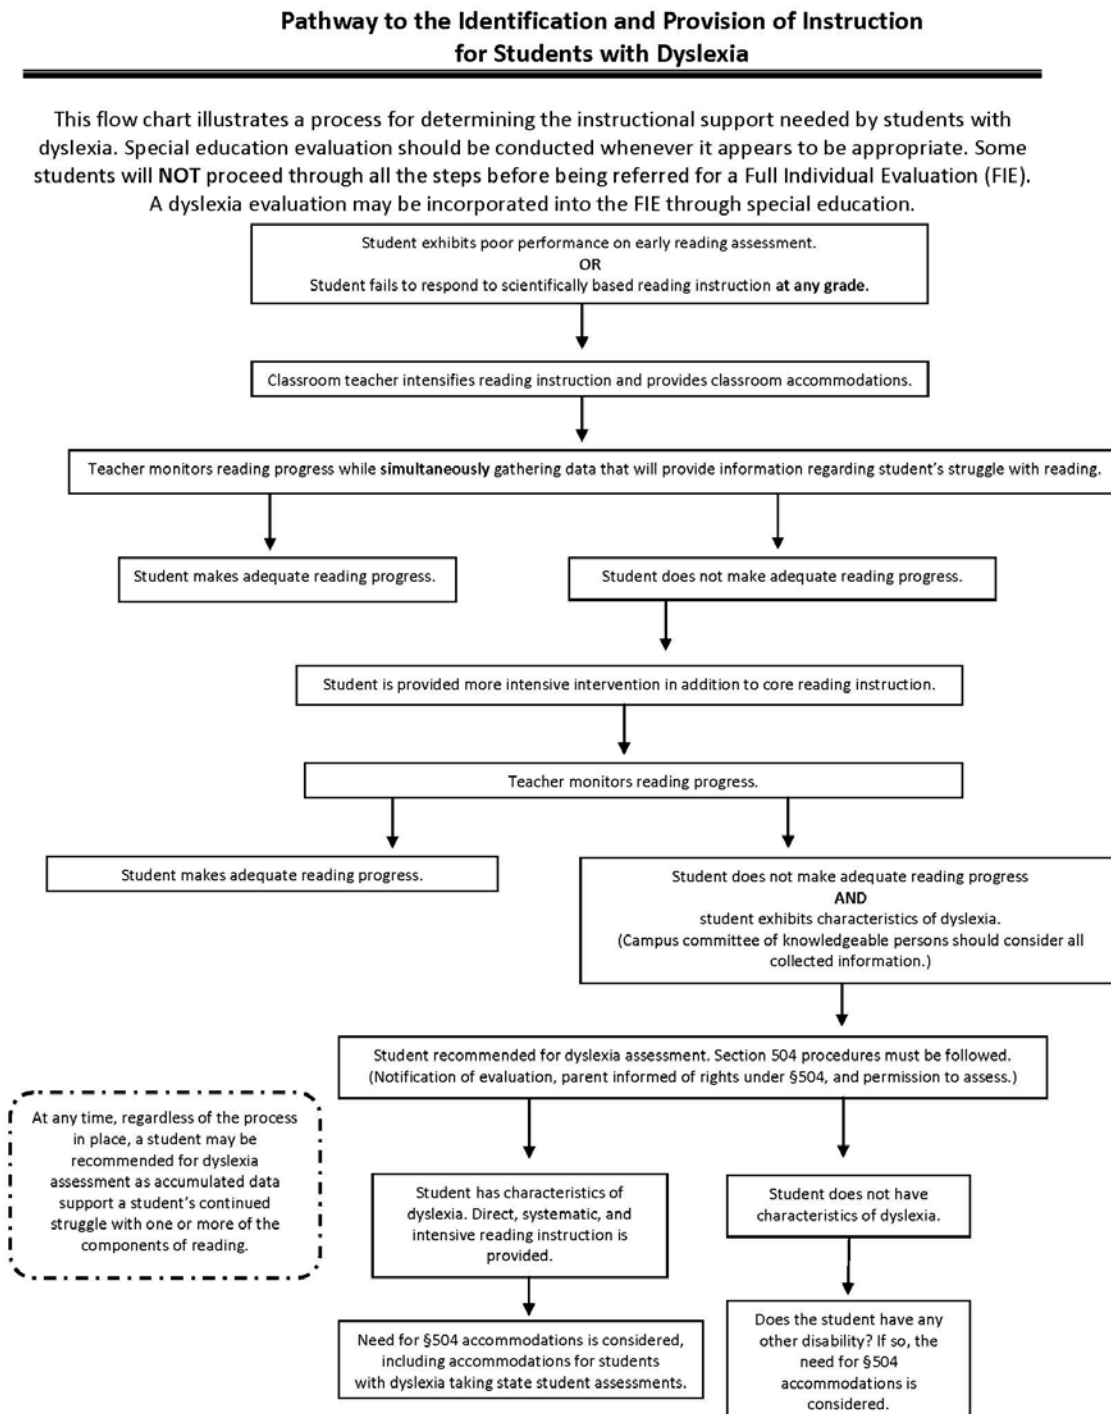 Pathway to the Identification and Provision of Instruction
for Students with Dyslexia
This flow chart illustrates a process for determining the instructional support needed by students with
dyslexia. Special education evaluation should be conducted whenever it appears to be appropriate. Some
students will NOT proceed through all the steps before being referred for a Full Individual Evaluation (FIE).
A dyslexia evaluation may be incorporated into the FIE through special education.
Student exhibits poor performance on early reading assessment.
OR
Student fails to respond to scientifically based reading instruction at any grade.
Classroom teacher intensifies reading instruction and provides classroom accommodations.
Teacher monitors reading progress while simultaneously gathering data that will provide information regarding student's struggle with reading.
Student makes adequate reading progress.
Student does not make adequate reading progress.
Student is provided more intensive intervention in addition to core reading instruction.
Teacher monitors reading progress.
Student makes adequate reading progress.
Student does not make adequate reading progress
AND
student exhibits characteristics of dyslexia.
(Campus committee of knowledgeable persons should consider all
collected information.)
Student recommended for dyslexia assessment. Section 504 procedures must be followed.
(Notification of evaluation, parent informed of rights under §504, and permission to assess.)
At any time, regardless of the process
in place, a student may be
recommended for dyslexia
assessment as accumulated data
support a student's continued
struggle with one or more of the
components of reading.
Student has characteristics of
dyslexia. Direct, systematic, and
intensive reading instruction is
provided.
Student does not have
characteristics of dyslexia.
Need for §504 accommodations is considered,
including accommodations for students
with dyslexia taking state student assessments.
Does the student have any
other disability? If so, the
need for §504
accommodations is
considered.